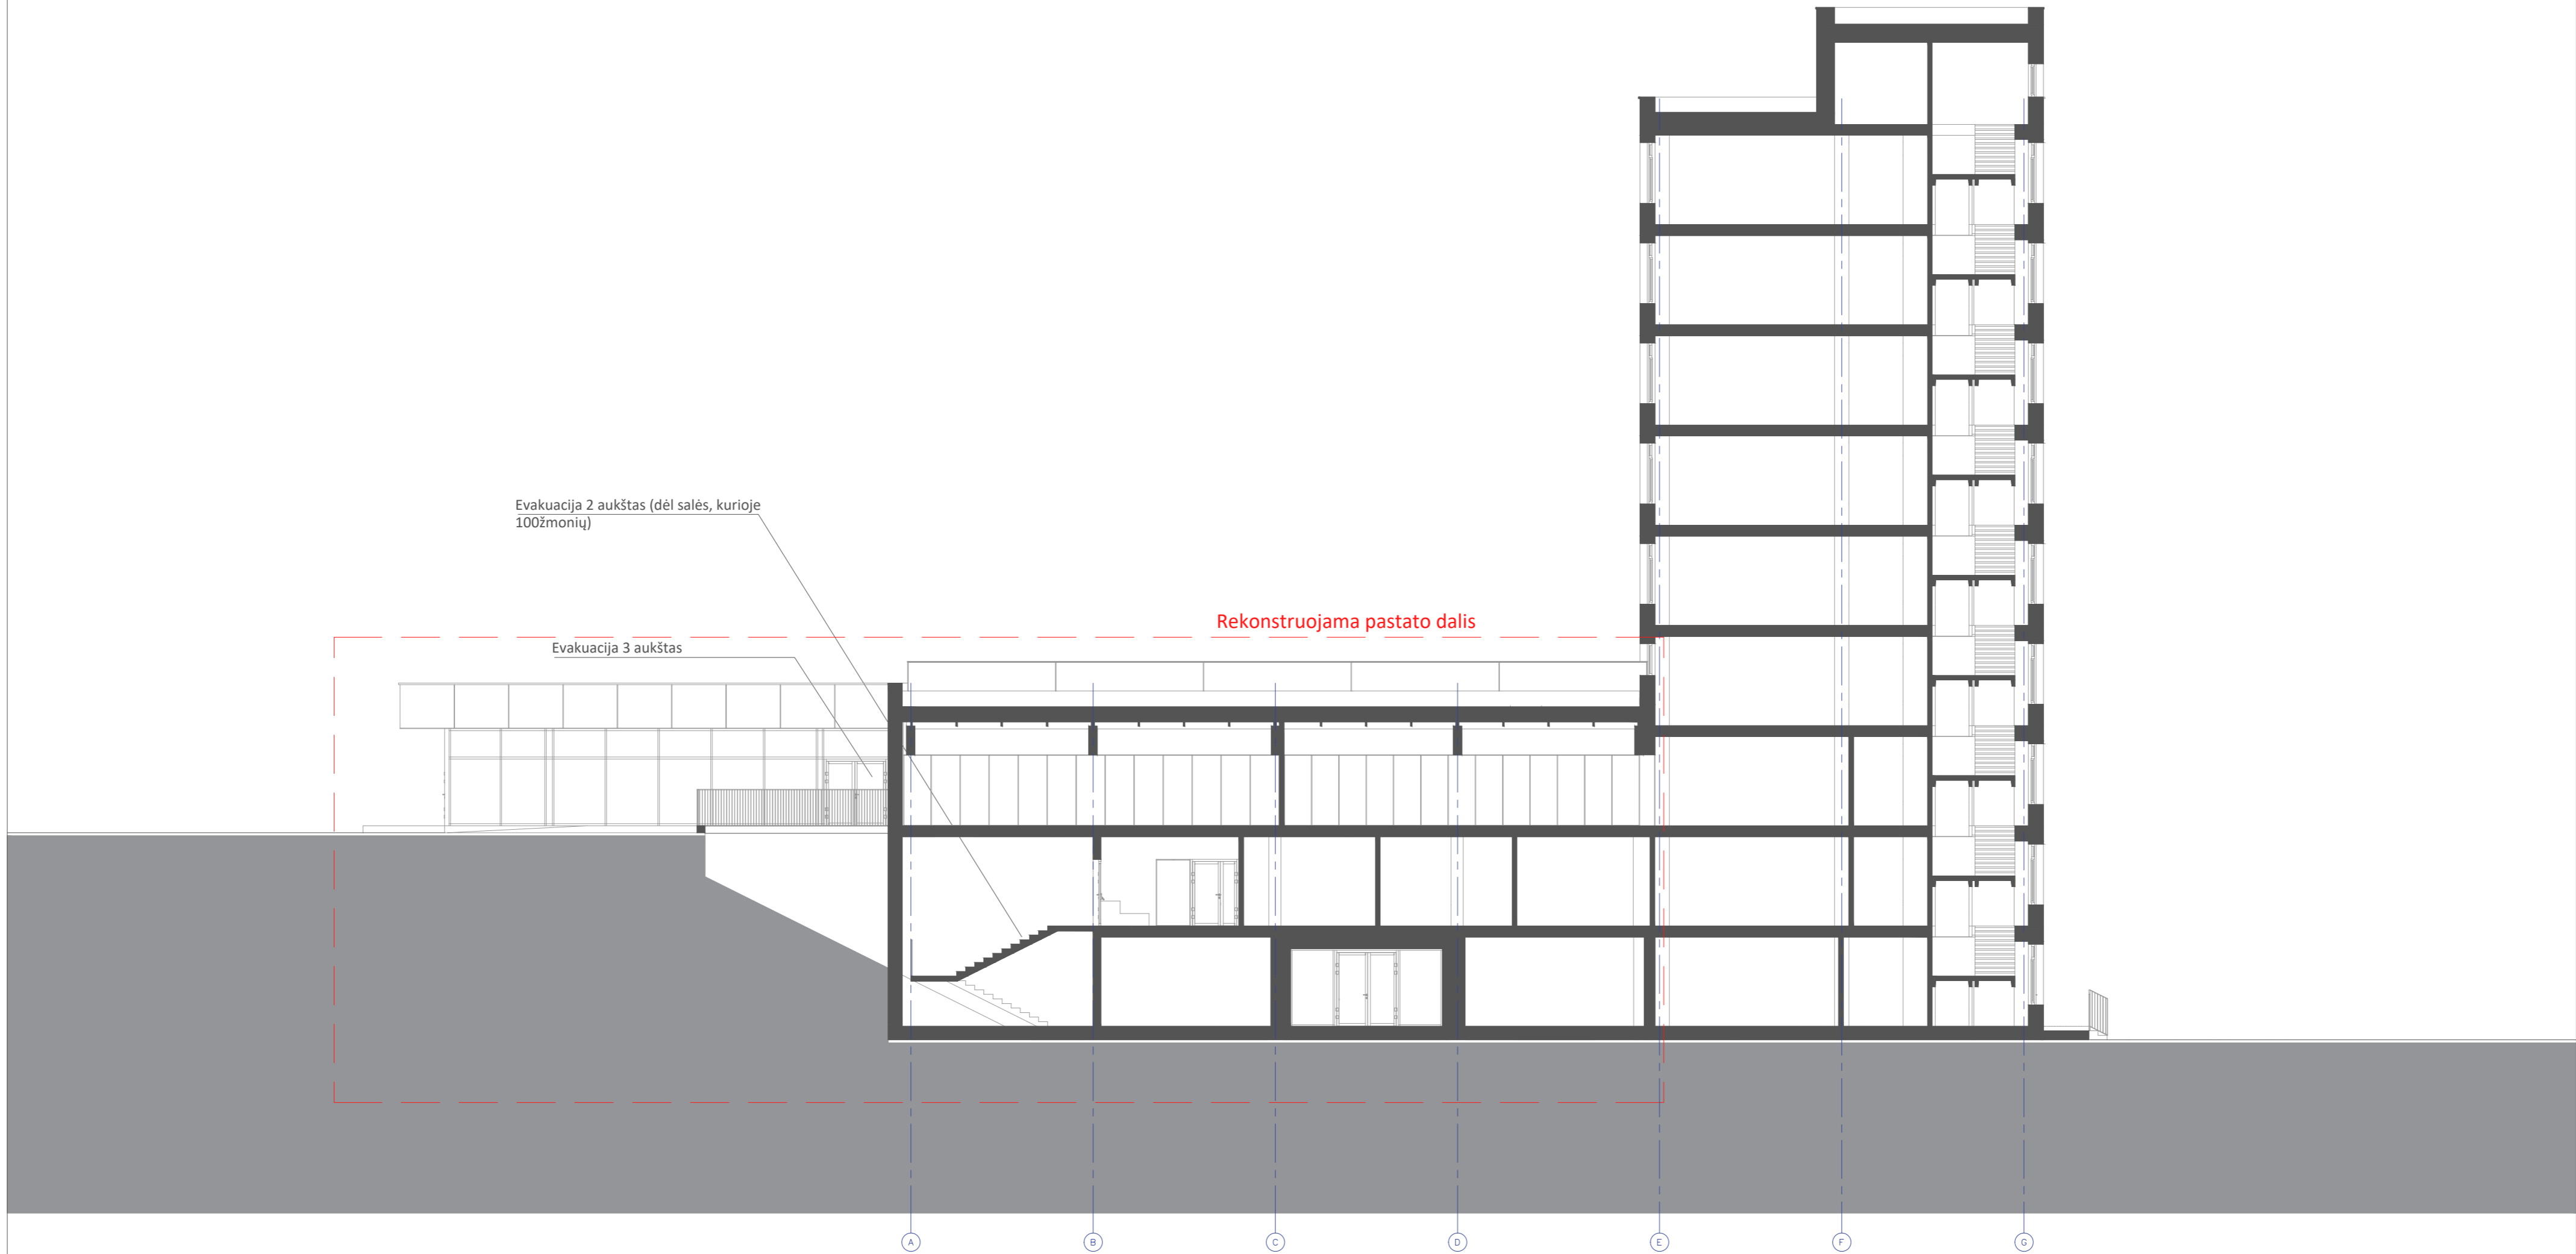 Evakuacija 2 aukštas (dėl salės, kurioje
100žmonių)
Rekonstruojama pastato dalis
Evakuacija 3 aukštas
A B C D E F G